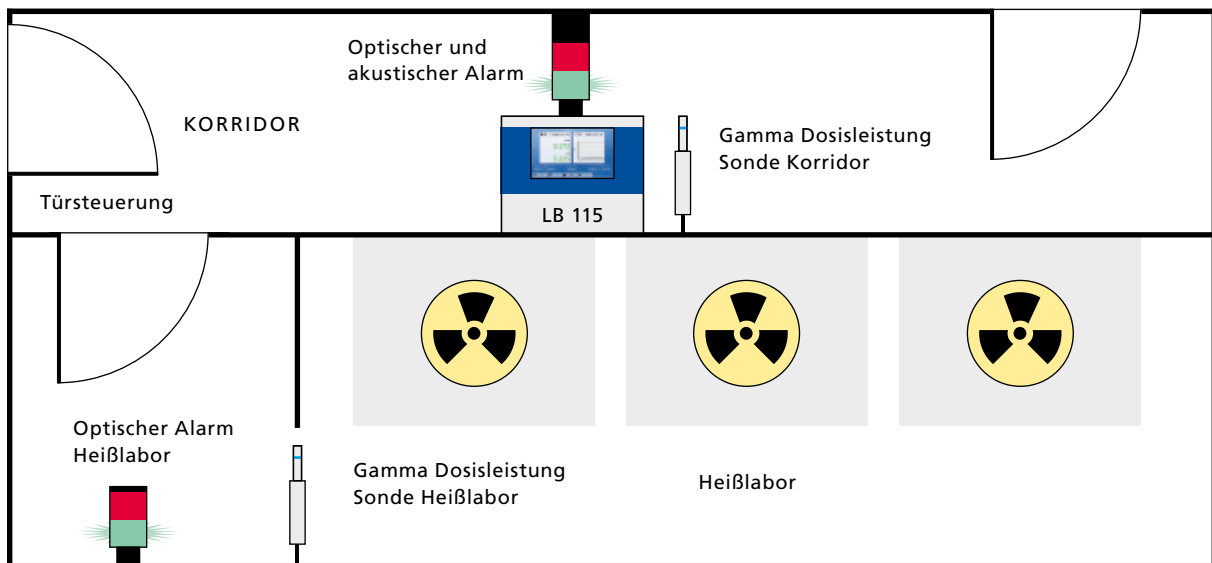 Optischer und
akustischer Alarm
KORRIDOR
Gamma Dosisleistung
Sonde Korridor
Türsteuerung
LB 115
Optischer Alarm
Heißlabor
Gamma Dosisleistung
Sonde Heißlabor
Heißlabor